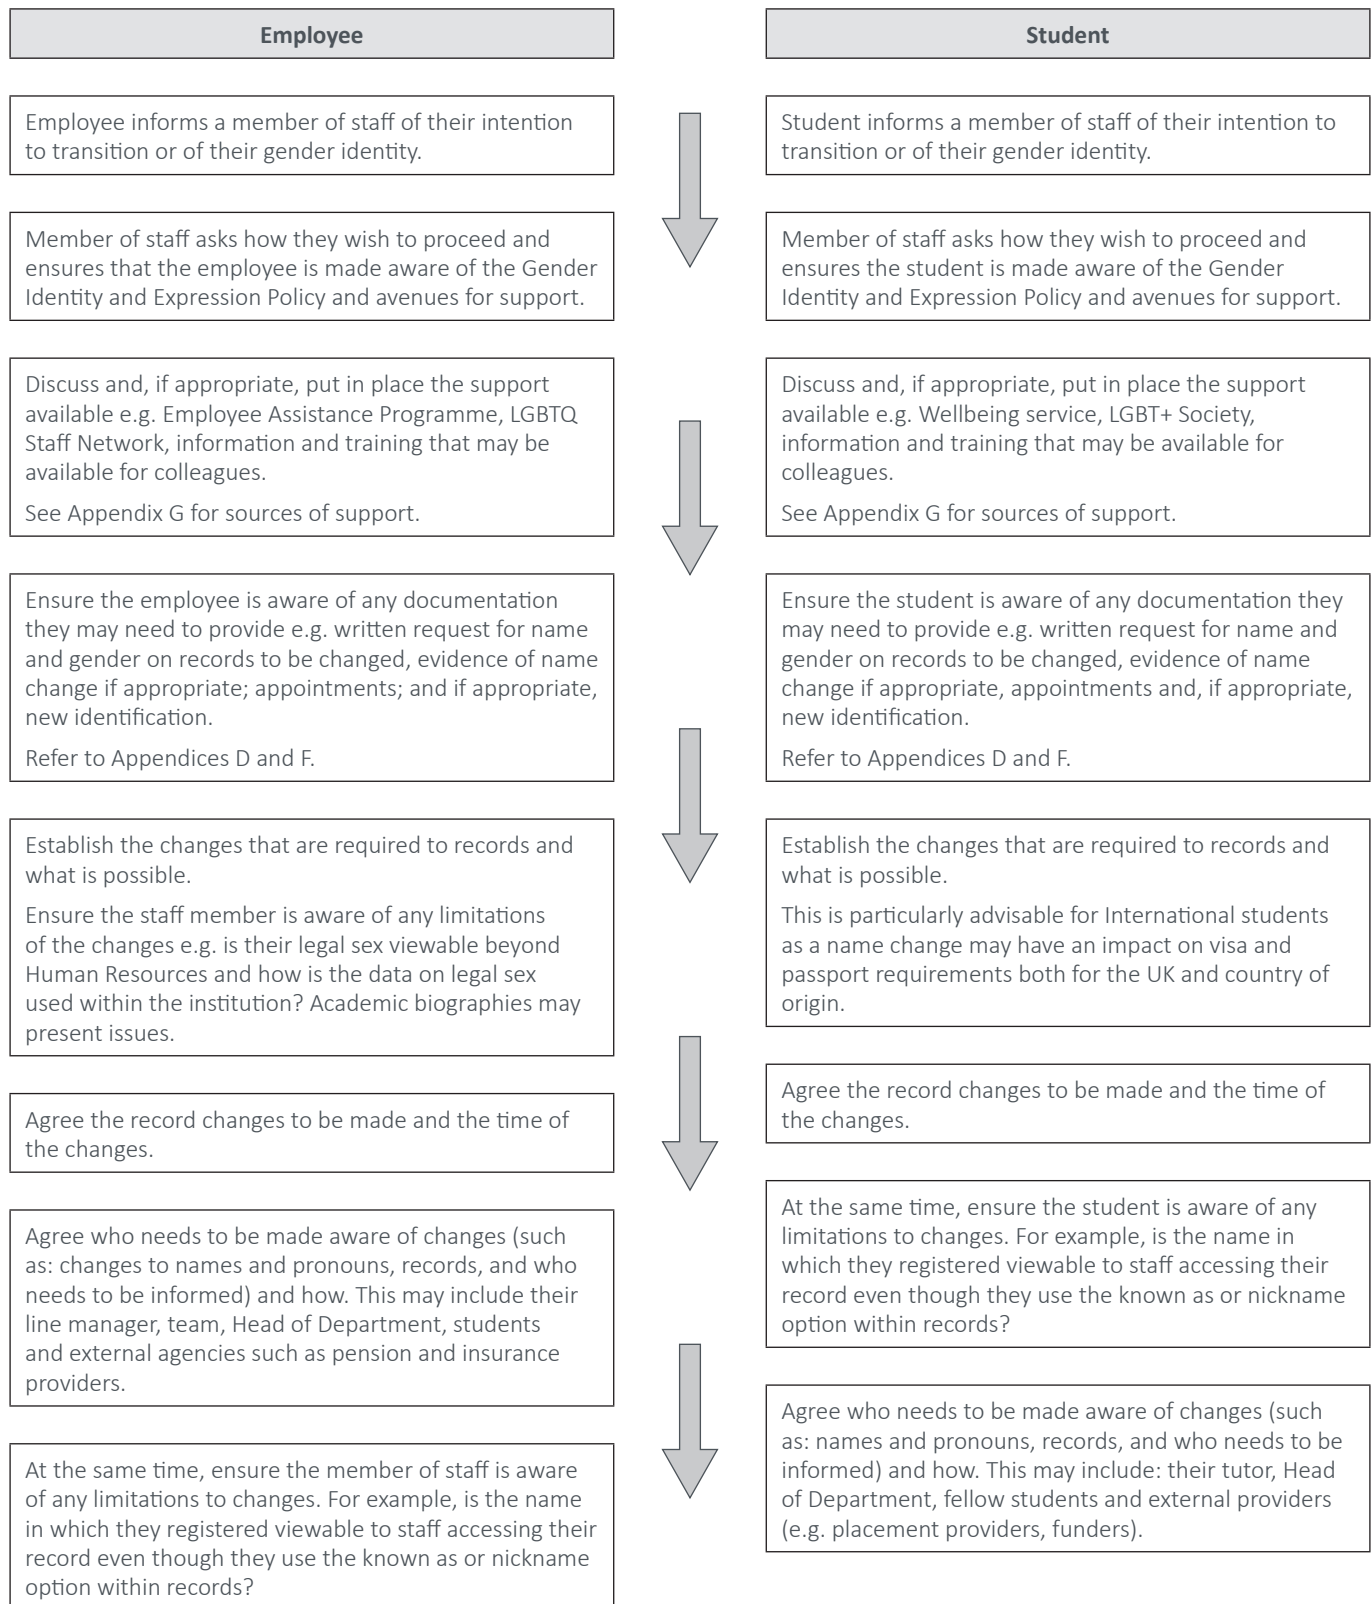 Employee
Employee informs a member of staff of their intention
to transition or of their gender identity.
Member of staff asks how they wish to proceed and
ensures that the employee is made aware of the Gender
Identity and Expression Policy and avenues for support.
Discuss and, if appropriate, put in place the support
available e.g. Employee Assistance Programme, LGBTQ
Staff Network, information and training that may be
available for colleagues.
See Appendix G for sources of support.
Ensure the employee is aware of any documentation
they may need to provide e.g. written request for name
and gender on records to be changed, evidence of name
change if appropriate; appointments; and if appropriate,
new identification.
Refer to Appendices D and F.
Establish the changes that are required to records and
what is possible.
Ensure the staff member is aware of any limitations
of the changes e.g. is their legal sex viewable beyond
Human Resources and how is the data on legal sex
used within the institution? Academic biographies may
present issues.
Agree the record changes to be made and the time of
the changes.
Agree who needs to be made aware of changes (such
as: changes to names and pronouns, records, and who
needs to be informed) and how. This may include their
line manager, team, Head of Department, students
and external agencies such as pension and insurance
providers.
At the same time, ensure the member of staff is aware
of any limitations to changes. For example, is the name
in which they registered viewable to staff accessing their
record even though they use the known as or nickname
option within records?
Student
Student informs a member of staff of their intention to
transition or of their gender identity.
Member of staff asks how they wish to proceed and
ensures the student is made aware of the Gender
Identity and Expression Policy and avenues for support.
Discuss and, if appropriate, put in place the support
available e.g. Wellbeing service, LGBT+ Society,
information and training that may be available for
colleagues.
See Appendix G for sources of support.
Ensure the student is aware of any documentation they
may need to provide e.g. written request for name and
gender on records to be changed, evidence of name
change if appropriate, appointments and, if appropriate,
new identification.
Refer to Appendices D and F.
Establish the changes that are required to records and
what is possible.
This is particularly advisable for International students
as a name change may have an impact on visa and
passport requirements both for the UK and country of
origin.
Agree the record changes to be made and the time of
the changes.
At the same time, ensure the student is aware of any
limitations to changes. For example, is the name in
which they registered viewable to staff accessing their
record even though they use the known as or nickname
option within records?
Agree who needs to be made aware of changes (such
as: names and pronouns, records, and who needs to be
informed) and how. This may include: their tutor, Head
of Department, fellow students and external providers
(e.g. placement providers, funders).